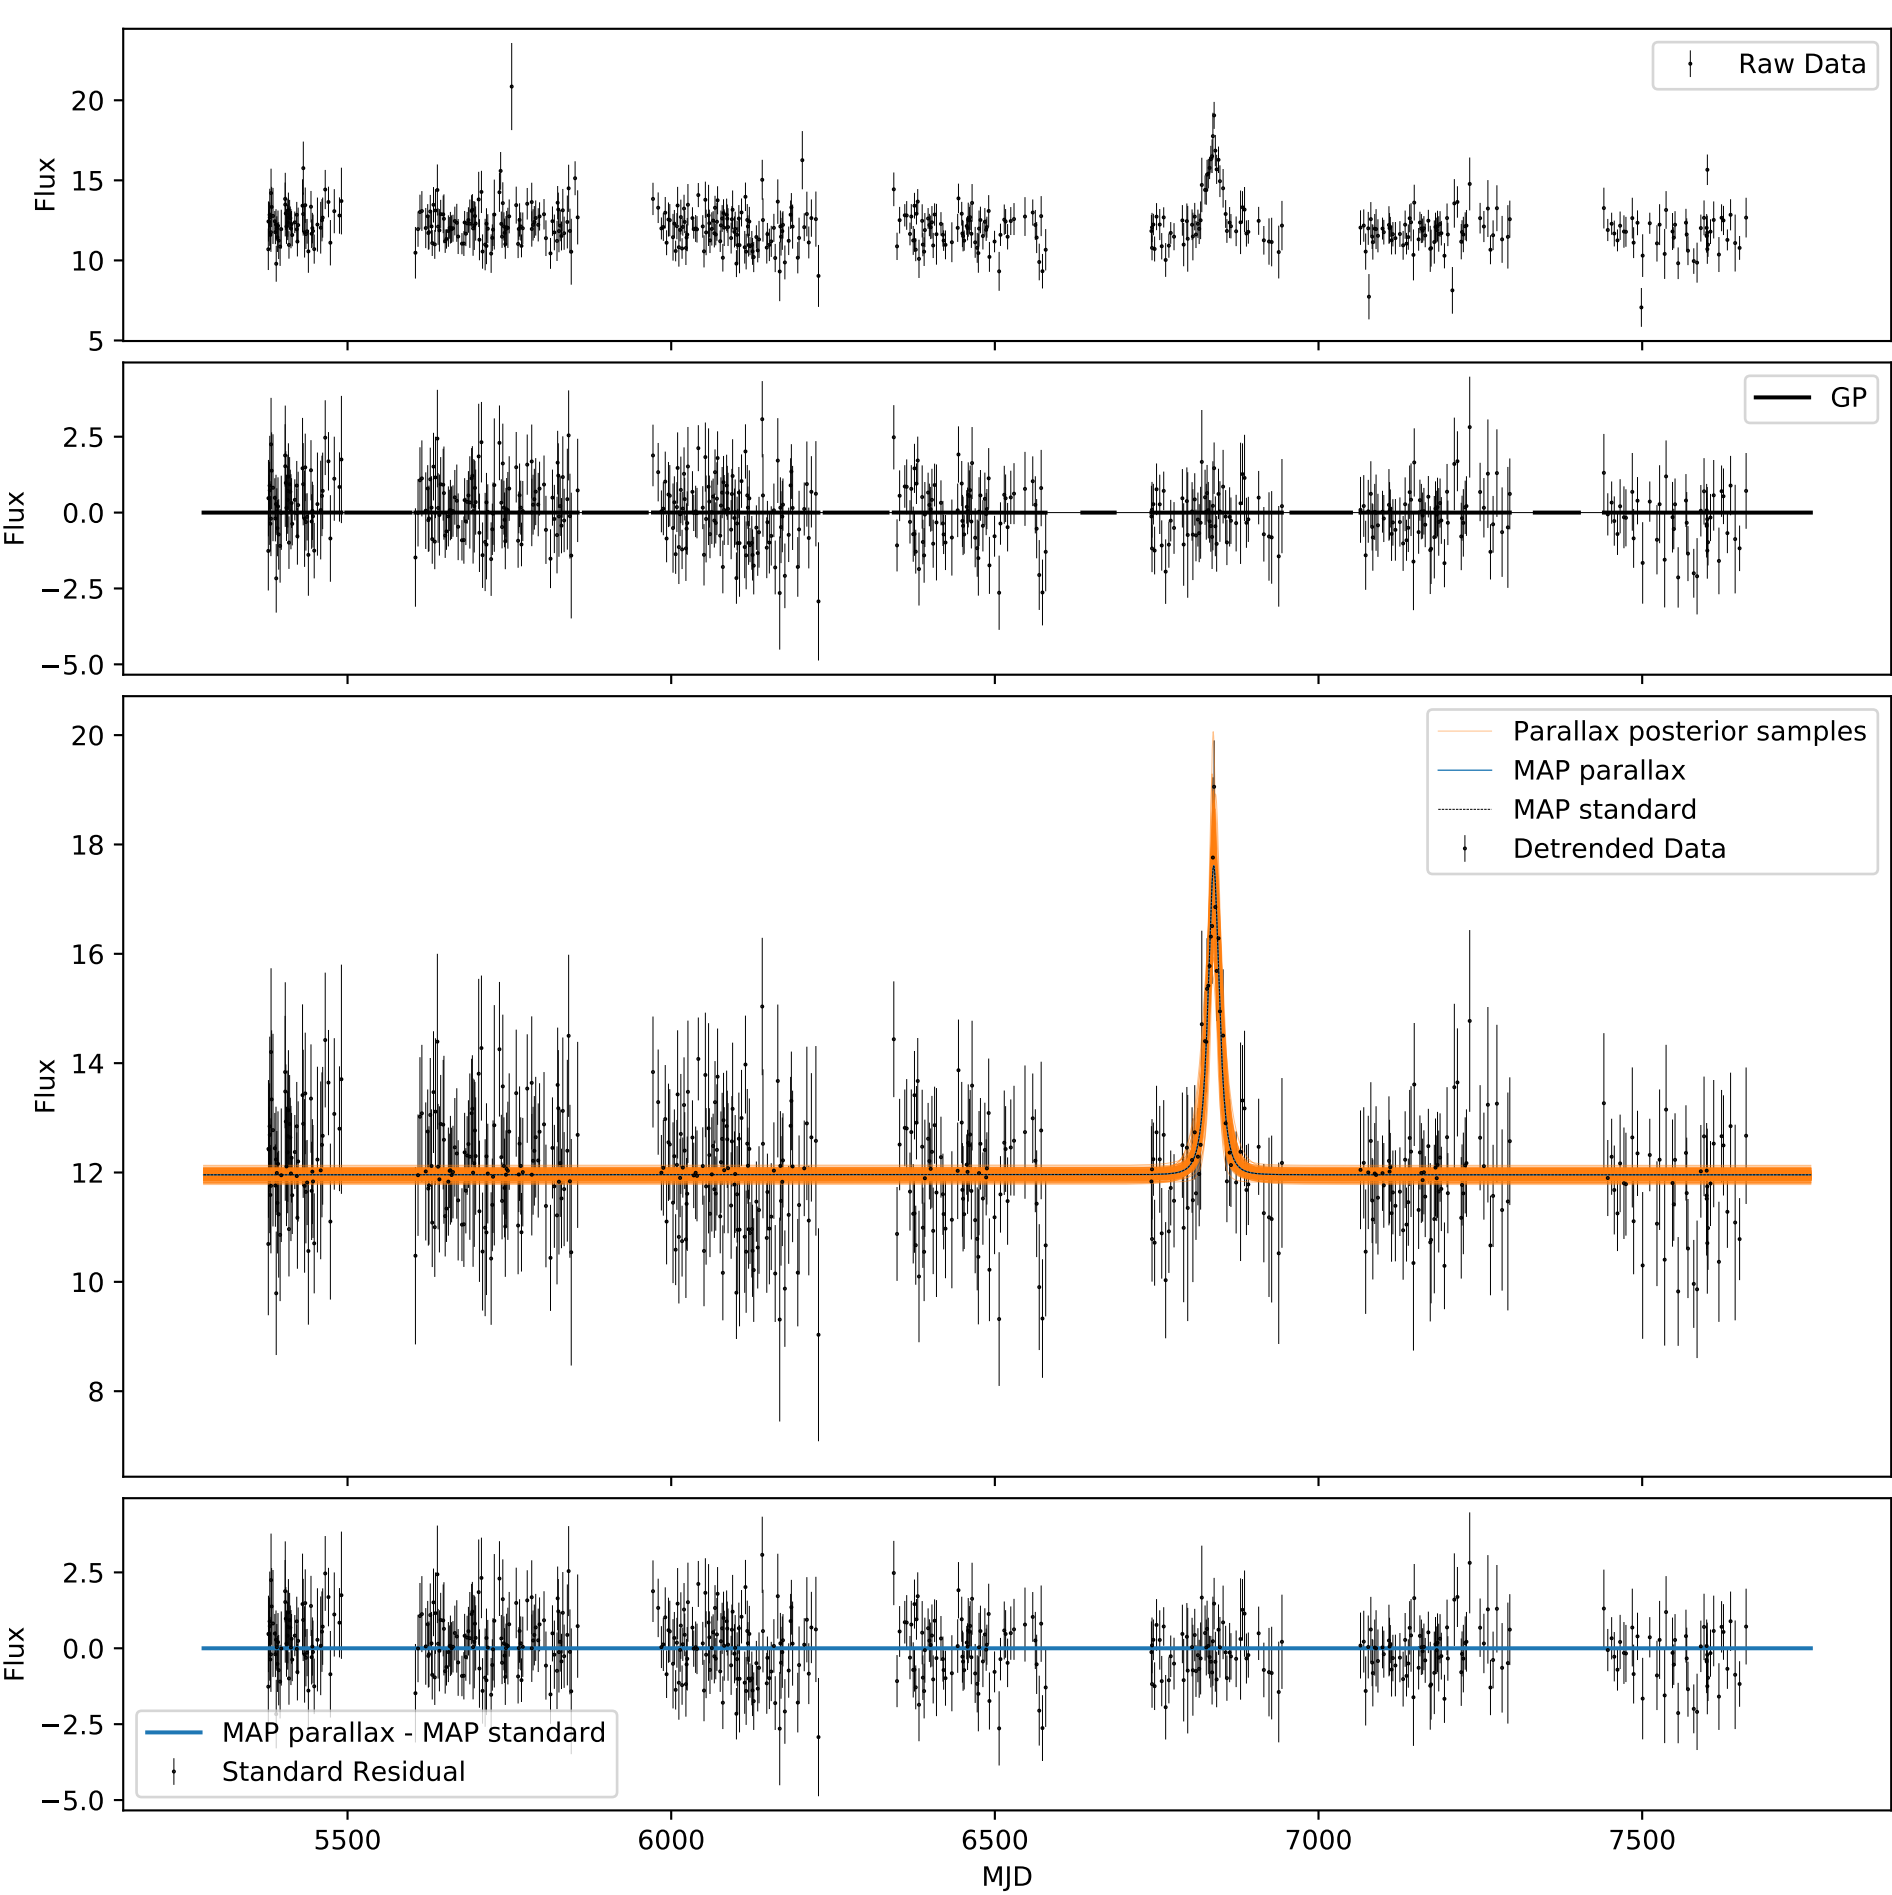 Flux
20
15
10
5
Raw Data
Flux
2.5
0.0
−2.5
−5.0
GP
Flux
20
18
16
14
12
10
8
Parallax posterior samples
MAP parallax
MAP standard
Detrended Data
Flux
2.5
0.0
−2.5
−5.0
MAP parallax - MAP standard
Standard Residual
5500
6000
6500
7000
7500
MJD